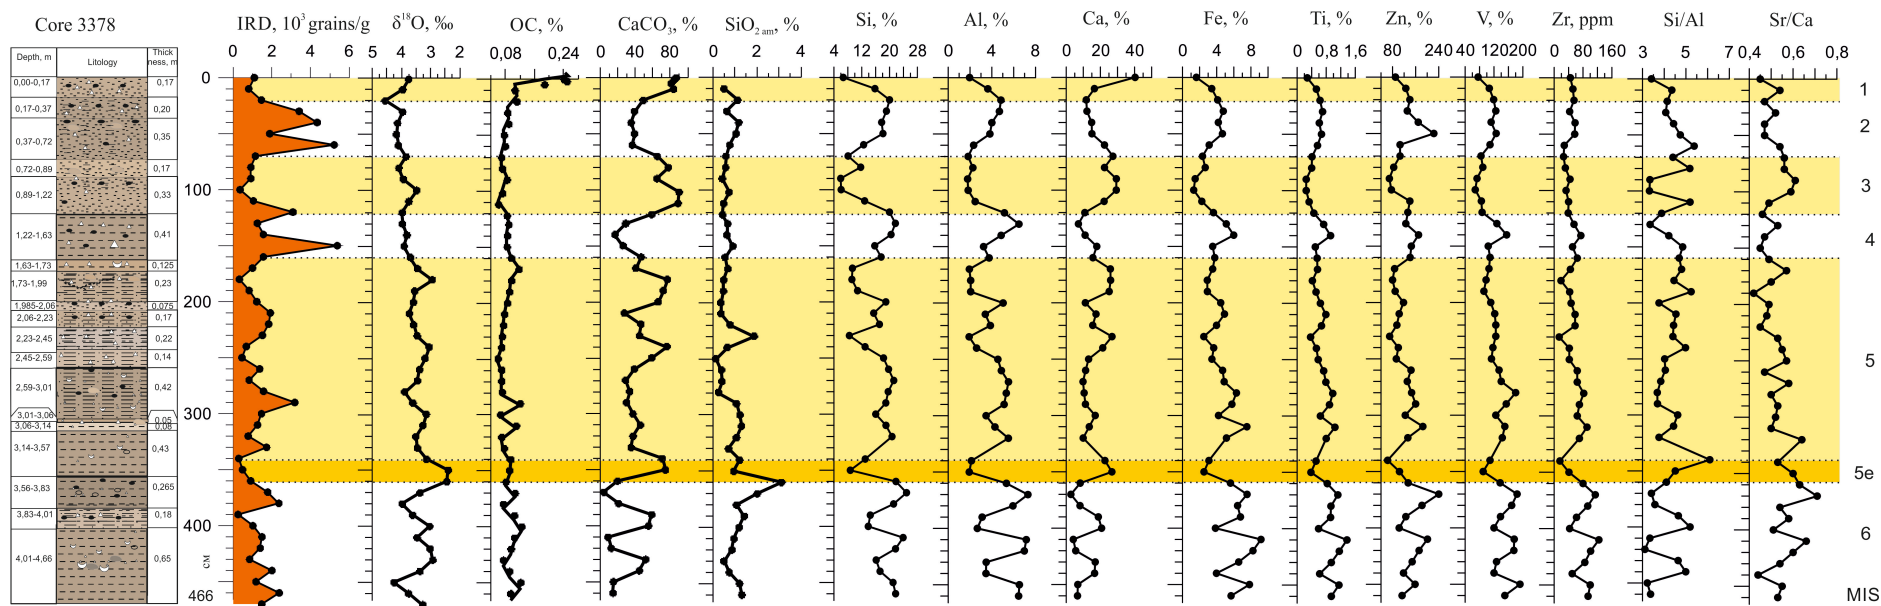 Core 3378
IRD, 10³ grains/g
δ¹⁸O, ‰
OC, %
CaCO₃, %
SiO₂ am, %
Si, %
Al, %
Ca, %
Fe, %
Ti, %
Zn, %
V, %
Zr, ppm
Si/Al
Sr/Ca
0 2 4 6
5 4 3 2
0,08 0,24
0 40 80
0 2 4
4 12 20 28
0 4 8
0 20 40
0 4 8
0 0,8 1,6
80 240
40 120 200
0 80 160
3 5 7
0,4 0,6 0,8
Depth, m
Litology
Thick
ness, m
0,00-0,17 0,17
0,17-0,37 0,20
0,37-0,72 0,35
0,72-0,89 0,17
0,89-1,22 0,33
1,22-1,63 0,41
1,63-1,73 0,125
1,73-1,99 0,23
1,985-2,06 0,075
2,06-2,23 0,17
2,23-2,45 0,22
2,45-2,59 0,14
2,59-3,01 0,42
3,01-3,06 0,05
3,06-3,14 0,08
3,14-3,57 0,43
3,56-3,83 0,265
3,83-4,01 0,18
4,01-4,66 0,65
0
100
200
300
400
см
466
1
2
3
4
5
5e
6
MIS